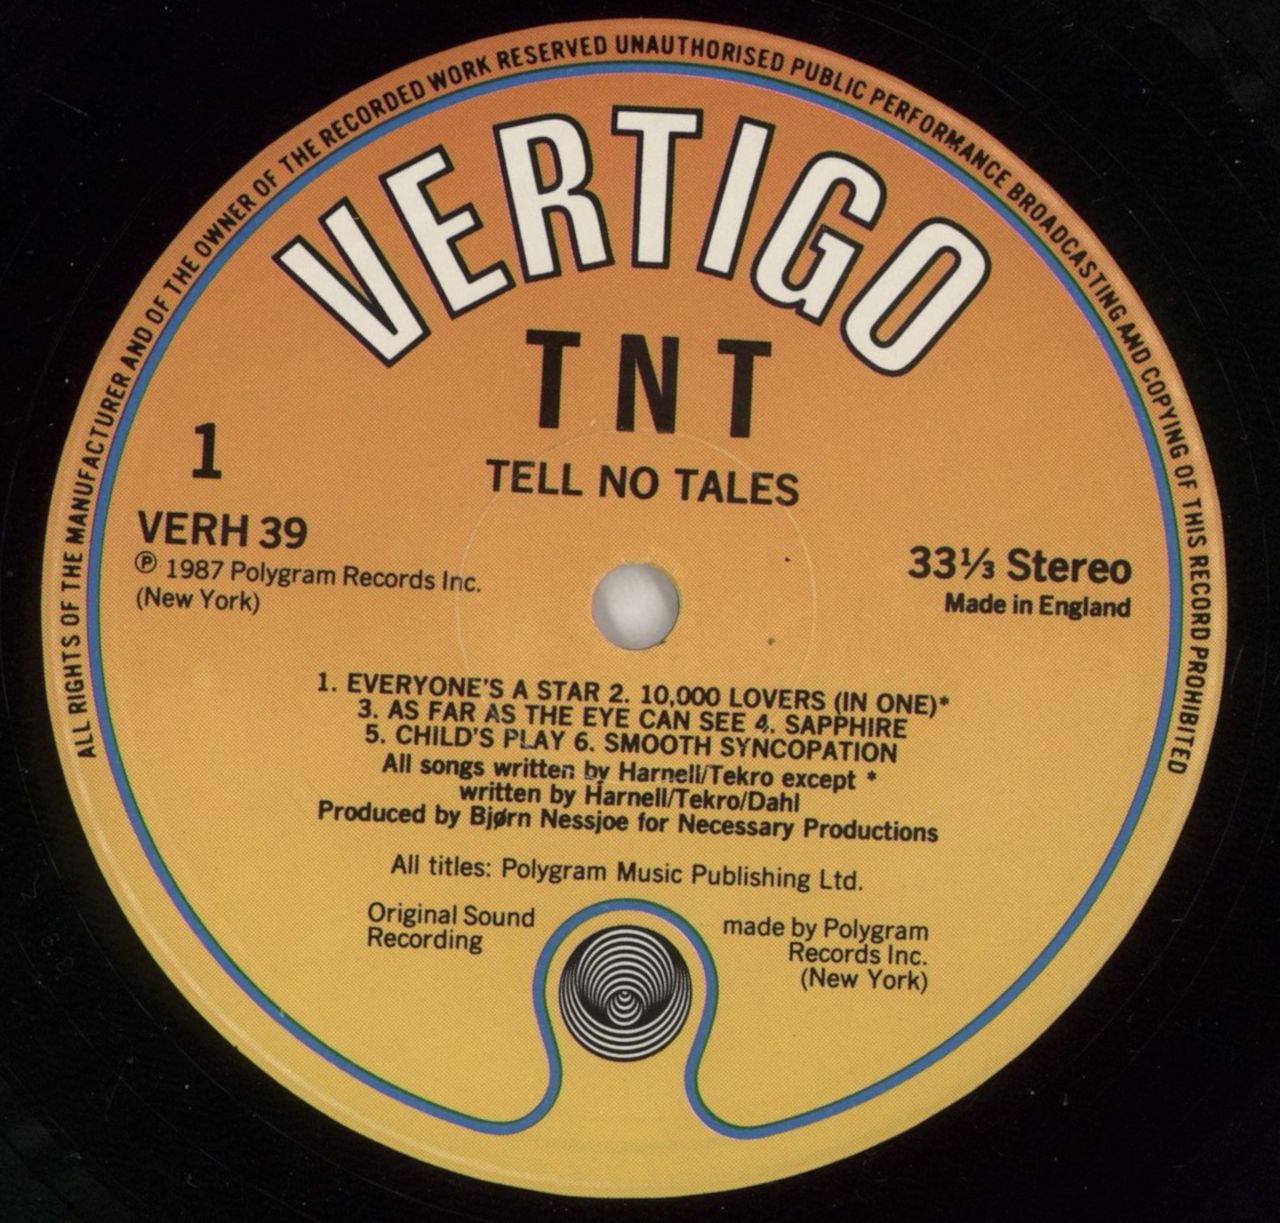 ALL RIGHTS OF THE MANUFACTURER AND OF THE OWNER OF THE RECORDED WORK RESERVED UNAUTHORISED PUBLIC PERFORMANCE BROADCASTING AND COPYING OF THIS RECORD PROHIBITED
VERTIGO
TNT
TELL NO TALES
1
VERH 39
℗ 1987 Polygram Records Inc.
(New York)
33⅓ Stereo
Made in England
1. EVERYONE'S A STAR 2. 10,000 LOVERS (IN ONE)*
3. AS FAR AS THE EYE CAN SEE 4. SAPPHIRE
5. CHILD'S PLAY 6. SMOOTH SYNCOPATION
All songs written by Harnell/Tekro except *
written by Harnell/Tekro/Dahl
Produced by Bjørn Nessjoe for Necessary Productions
All titles: Polygram Music Publishing Ltd.
Original Sound
Recording
made by Polygram
Records Inc.
(New York)